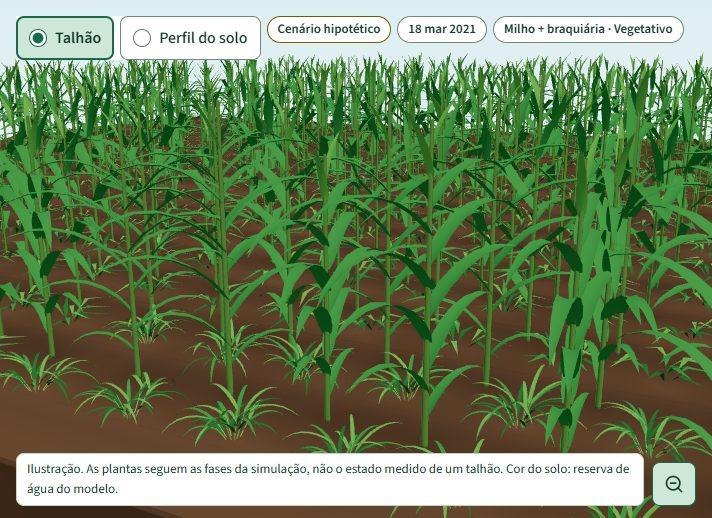 Talhão
Perfil do solo
Cenário hipotético
18 mar 2021
Milho + braquiária · Vegetativo
Ilustração. As plantas seguem as fases da simulação, não o estado medido de um talhão. Cor do solo: reserva de
água do modelo.